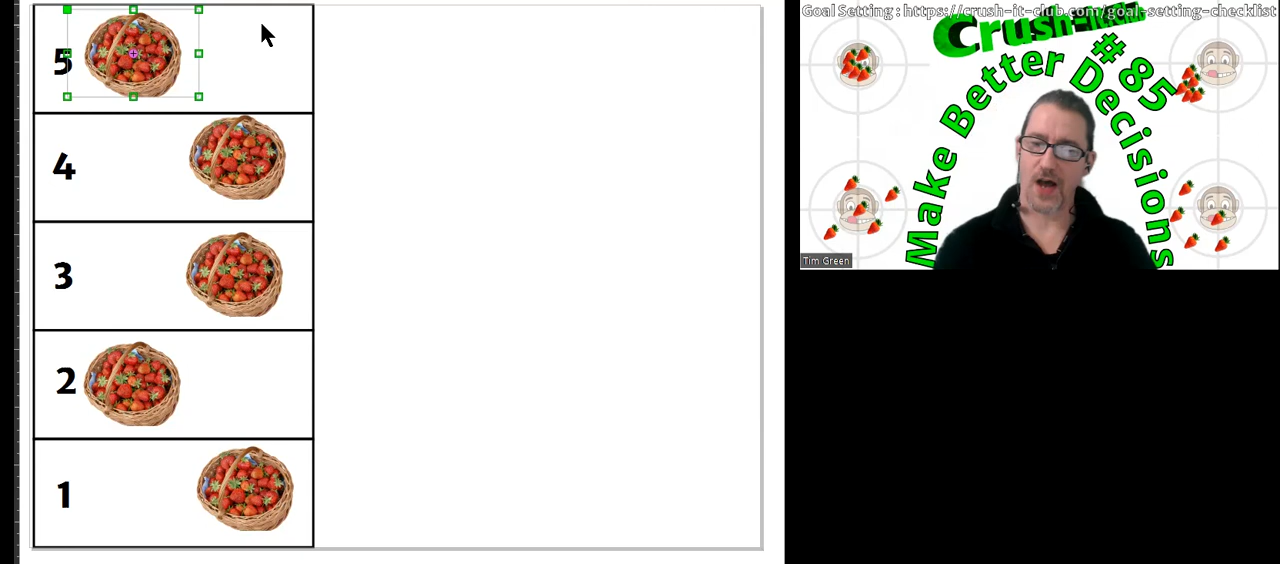 5
4
3
2
1
Goal Setting: https://crush-it-club.com/goal-setting-checklist
Crush-it!
#85
Make Better Decisions
Tim Green